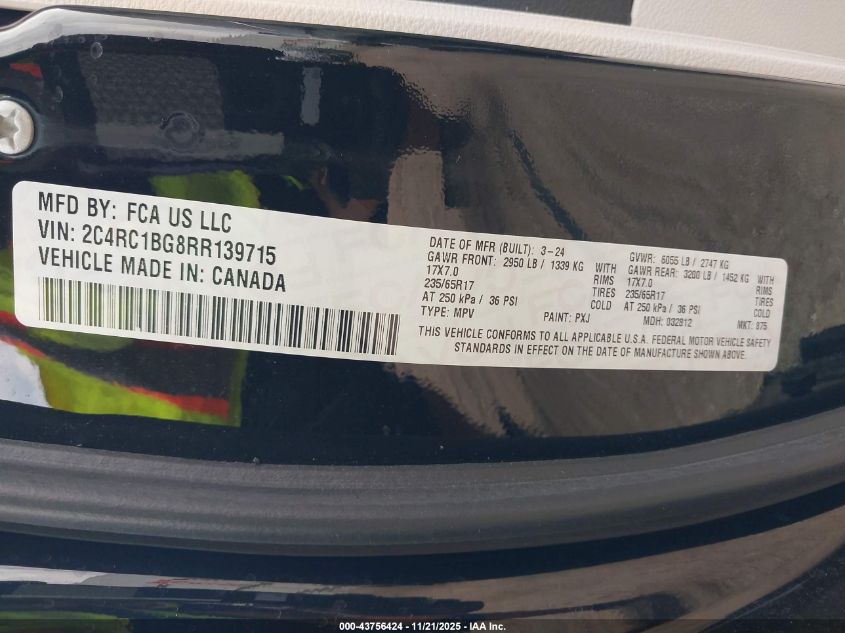 MFD BY: FCA US LLC
VIN: 2C4RC1BG8RR139715
VEHICLE MADE IN: CANADA
DATE OF MFR (BUILT): 3-24
GAWR FRONT: 2950 LB / 1339 KG WITH
17X7.0 RIMS
235/65R17 TIRES
AT 250 kPa / 36 PSI COLD
TYPE: MPV
GVWR: 6055 LB / 2747 KG
GAWR REAR: 3200 LB / 1452 KG WITH
17X7.0 RIMS
235/65R17 TIRES
AT 250 kPa / 36 PSI COLD
PAINT: PXJ MDH: 032912 MKT: 875
THIS VEHICLE CONFORMS TO ALL APPLICABLE U.S.A. FEDERAL MOTOR VEHICLE SAFETY
STANDARDS IN EFFECT ON THE DATE OF MANUFACTURE SHOWN ABOVE.
000-43756424 - 11/21/2025 - IAA Inc.